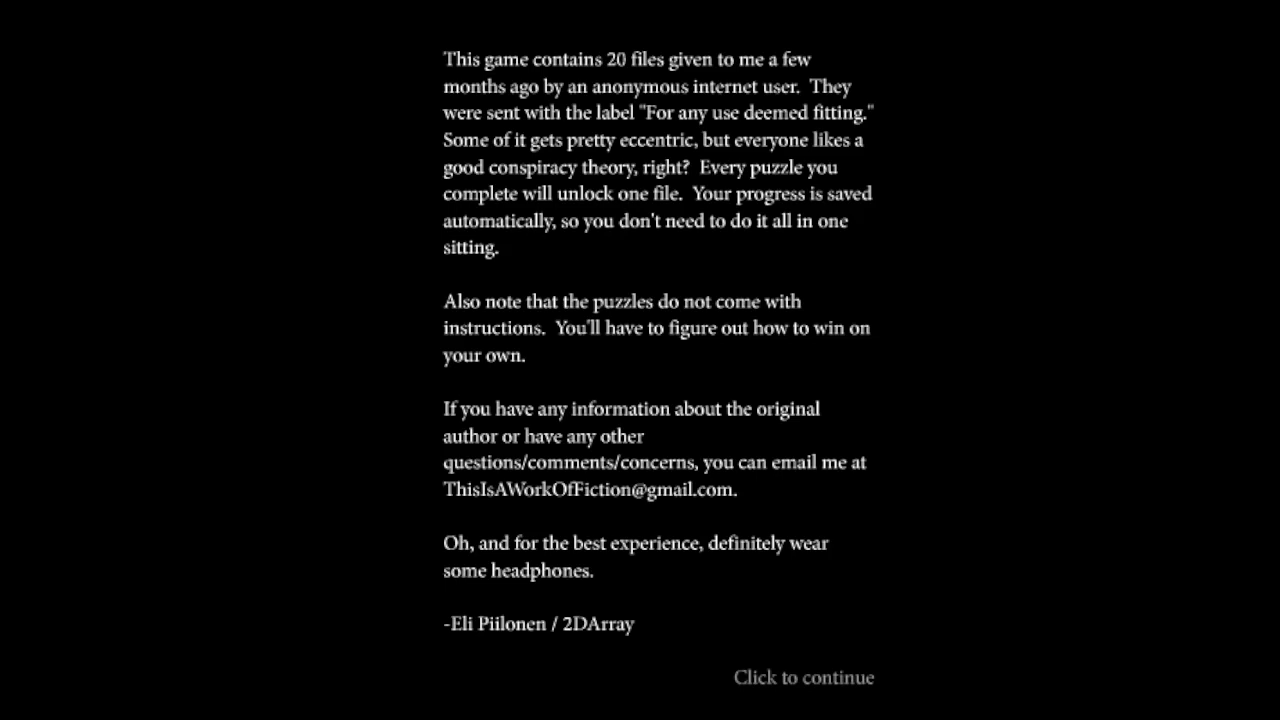 This game contains 20 files given to me a few
months ago by an anonymous internet user.  They
were sent with the label "For any use deemed fitting."
Some of it gets pretty eccentric, but everyone likes a
good conspiracy theory, right?  Every puzzle you
complete will unlock one file.  Your progress is saved
automatically, so you don't need to do it all in one
sitting.
Also note that the puzzles do not come with
instructions.  You'll have to figure out how to win on
your own.
If you have any information about the original
author or have any other
questions/comments/concerns, you can email me at
ThisIsAWorkOfFiction@gmail.com.
Oh, and for the best experience, definitely wear
some headphones.
-Eli Piilonen / 2DArray
Click to continue